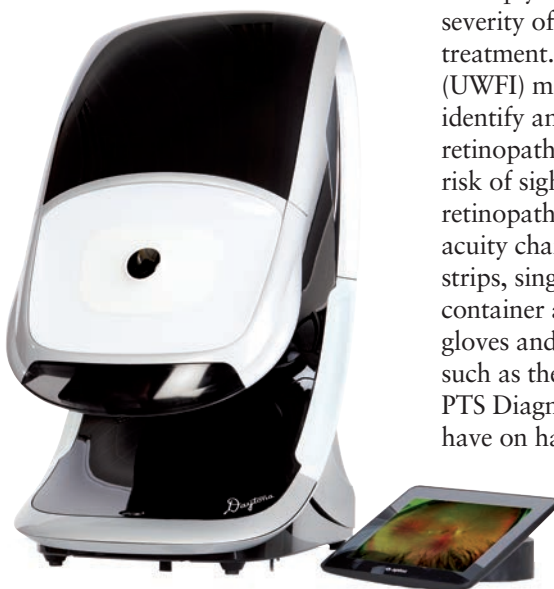 severity of
treatment.
(UWFI) m
identify an
retinopath
risk of sigh
retinopath
acuity cha
strips, sing
container a
gloves and
such as the
PTS Diagn
have on ha
Daytona